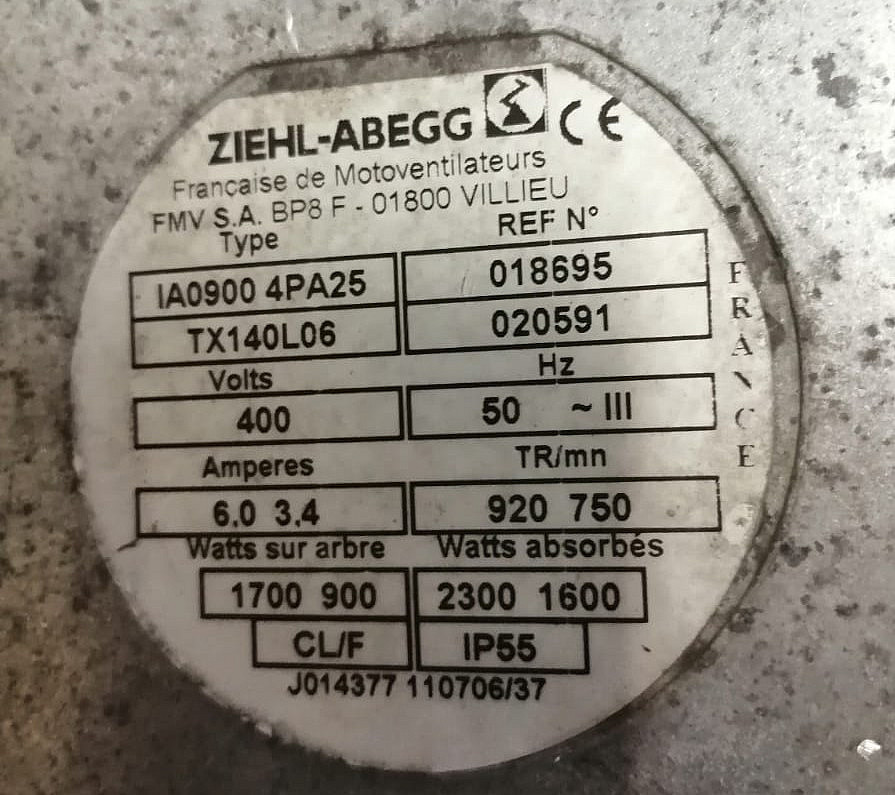 ZIEHL-ABEGG CE
Française de Motoventilateurs
FMV S.A. BP8 F - 01800 VILLIEU
Type REF N°
IA0900 4PA25 018695
TX140L06 020591
Volts Hz
400 50 ~ III
Amperes TR/mn
6.0 3.4 920 750
Watts sur arbre Watts absorbés
1700 900 2300 1600
CL/F IP55
J014377 110706/37
FRANCE